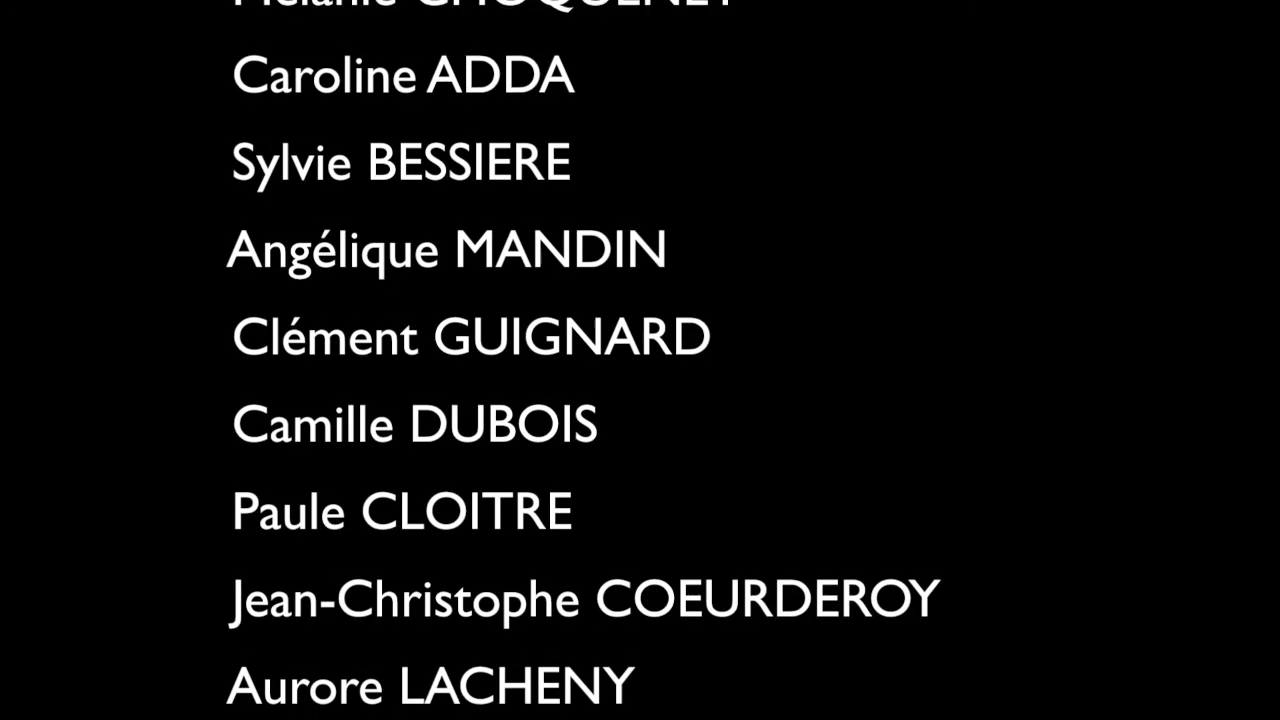 Caroline ADDA
Sylvie BESSIERE
Angélique MANDIN
Clément GUIGNARD
Camille DUBOIS
Paule CLOITRE
Jean-Christophe COEURDEROY
Aurore LACHENY